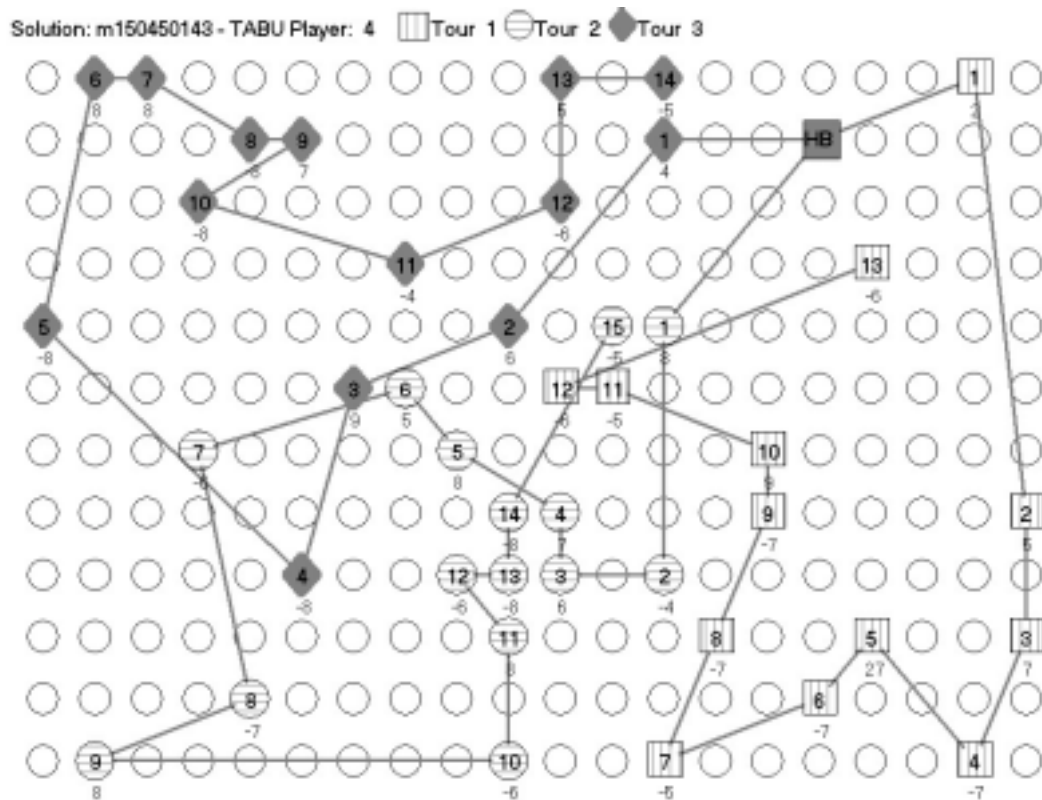 Solution: m150450143 - TABU Player: 4 Tour 1 Tour 2 Tour 3
6 7 13 14 1
8 8 5 -5 2
8 9 1 HB
7 4
10 12
-8 -6
11 13
-4 -6
5 2 15 1
-8 6 -5 8
3 6 12 11
9 5 -6 -5
7 5 10
8 9
14 4 9 2
-8 7 -7 5
4 12 13 3 2
-8 -6 -8 6 -4
11 8 5 3
-7 27 7
8 6
-7 -7
9 10 7 4
8 -6 -5 -7